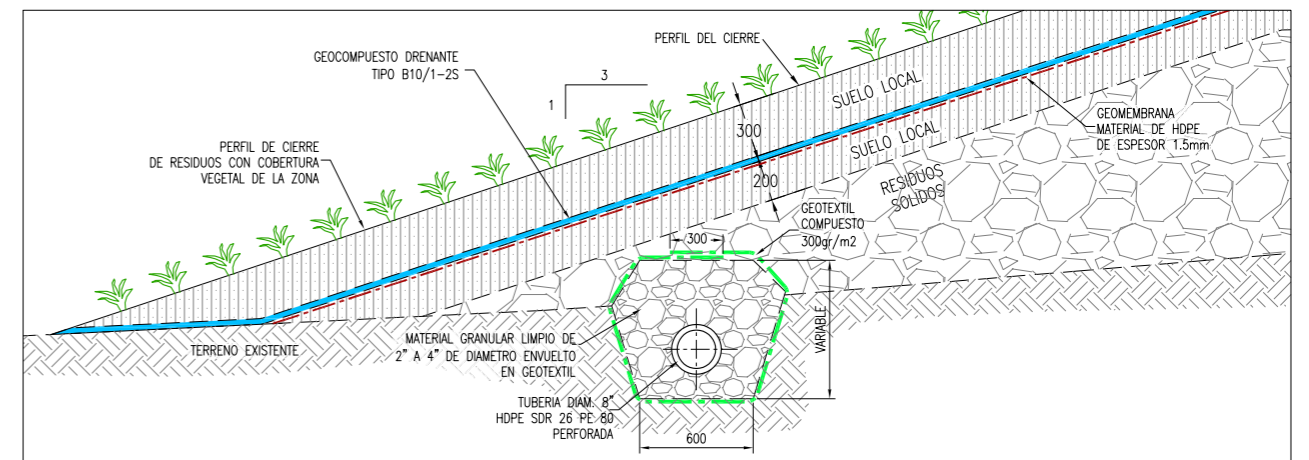 PERFIL DEL CIERRE
GEOCOMPUESTO DRENANTE
TIPO B10/1-2S
3
1
SUELO LOCAL
300
GEOMEMBRANA
MATERIAL DE HDPE
DE ESPESOR 1.5mm
SUELO LOCAL
PERFIL DE CIERRE
DE RESIDUOS CON COBERTURA
VEGETAL DE LA ZONA
200
RESIDUOS
SOLIDOS
GEOTEXTIL
COMPUESTO
300gr/m2
300
VARIABLE
MATERIAL GRANULAR LIMPIO DE
2" A 4" DE DIAMETRO ENVUELTO
EN GEOTEXTIL
TERRENO EXISTENTE
TUBERIA DIAM. 8"
HDPE SDR 26 PE 80
PERFORADA
600